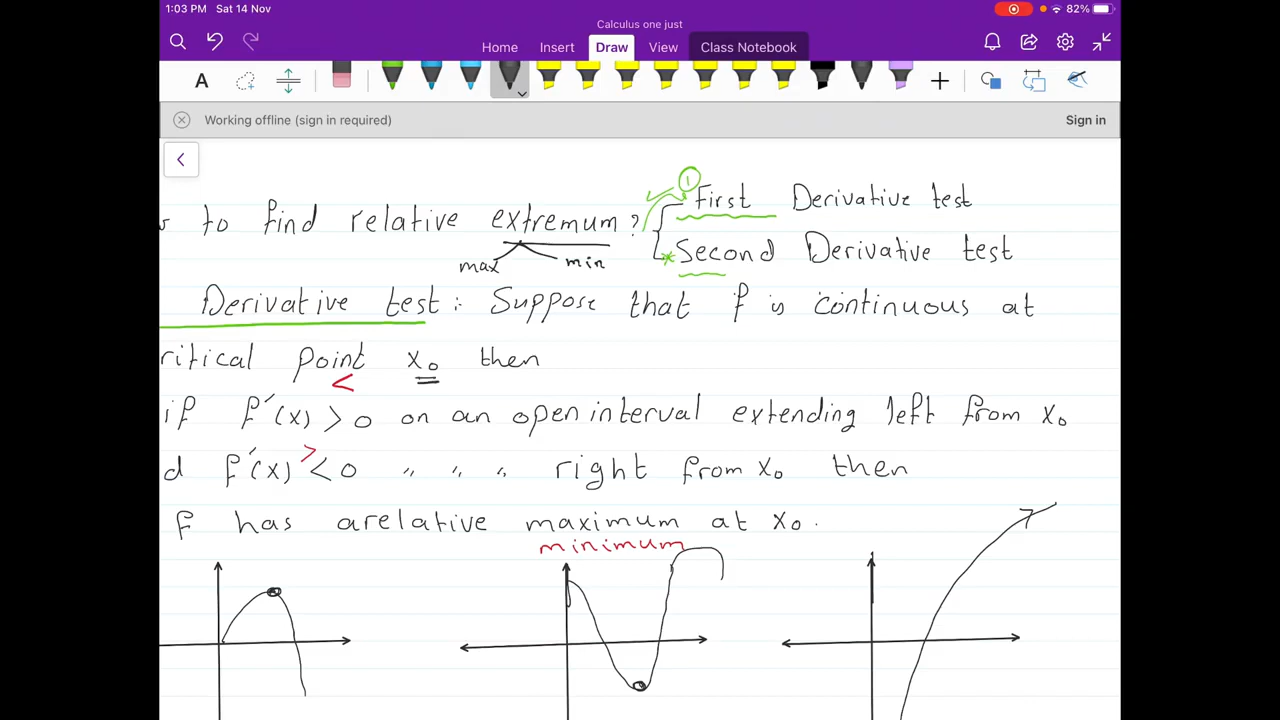 1:03 PM Sat 14 Nov
82%
Calculus one just
Home Insert Draw View Class Notebook
A
Working offline (sign in required) Sign in
①
to find relative extremum? First Derivative test
max min * Second Derivative test
Derivative test: Suppose that f is continuous at
ritical point x₀ then
<
if f'(x) > 0 on an open interval extending left from x₀
>
d f'(x) < 0 " " " right from x₀ then
f has arelative maximum at x₀.
minimum